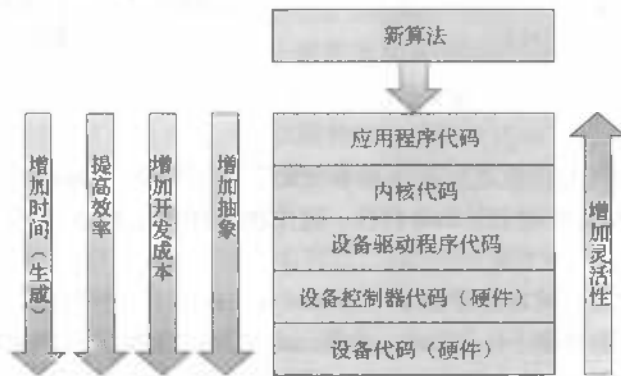 新算法
增加时间（生成）
提高效率
增加开发成本
增加抽象
应用程序代码
内核代码
设备驱动程序代码
设备控制器代码（硬件）
设备代码（硬件）
增加灵活性